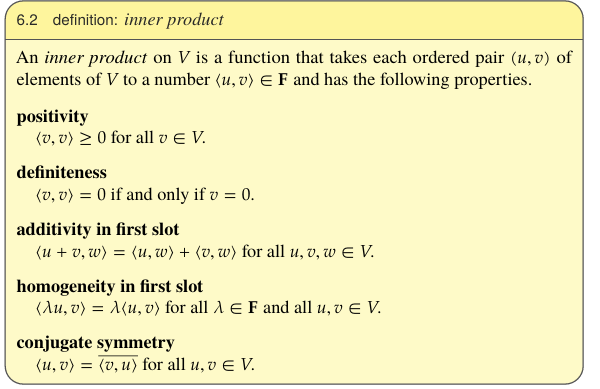 6.2 definition: inner product
An inner product on V is a function that takes each ordered pair (u, v) of
elements of V to a number ⟨u, v⟩ ∈ F and has the following properties.
positivity
⟨v, v⟩ ≥ 0 for all v ∈ V.
definiteness
⟨v, v⟩ = 0 if and only if v = 0.
additivity in first slot
⟨u + v, w⟩ = ⟨u, w⟩ + ⟨v, w⟩ for all u, v, w ∈ V.
homogeneity in first slot
⟨λu, v⟩ = λ⟨u, v⟩ for all λ ∈ F and all u, v ∈ V.
conjugate symmetry
⟨u, v⟩ = \overline{⟨v, u⟩} for all u, v ∈ V.